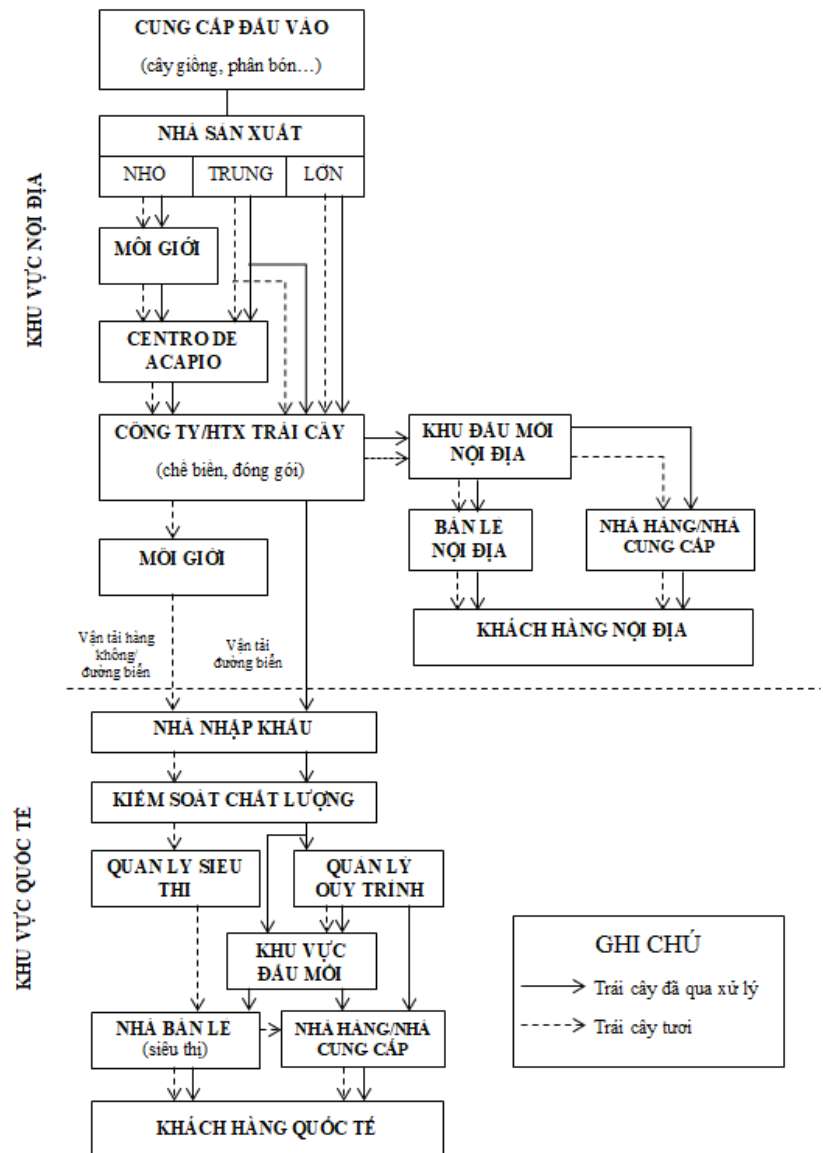 CUNG CẤP ĐẦU VÀO
(cây giống, phân bón…)
NHÀ SẢN XUẤT
NHỎ
TRUNG
LỚN
KHU VỰC NỘI ĐỊA
MÔI GIỚI
CENTRO DE
ACAPIO
CÔNG TY/HTX TRÁI CÂY
(chế biến, đóng gói)
KHU ĐẦU MỐI
NỘI ĐỊA
BÁN LẺ
NỘI ĐỊA
NHÀ HÀNG/NHÀ
CUNG CẤP
MÔI GIỚI
KHÁCH HÀNG NỘI ĐỊA
Vận tải hàng
không/
đường biển
Vận tải
đường biển
NHÀ NHẬP KHẨU
KIỂM SOÁT CHẤT LƯỢNG
KHU VỰC QUỐC TẾ
QUẢN LÝ SIÊU
THỊ
QUẢN LÝ
QUY TRÌNH
KHU VỰC
ĐẦU MỐI
NHÀ BÁN LẺ
(siêu thị)
NHÀ HÀNG/NHÀ
CUNG CẤP
KHÁCH HÀNG QUỐC TẾ
GHI CHÚ
Trái cây đã qua xử lý
Trái cây tươi